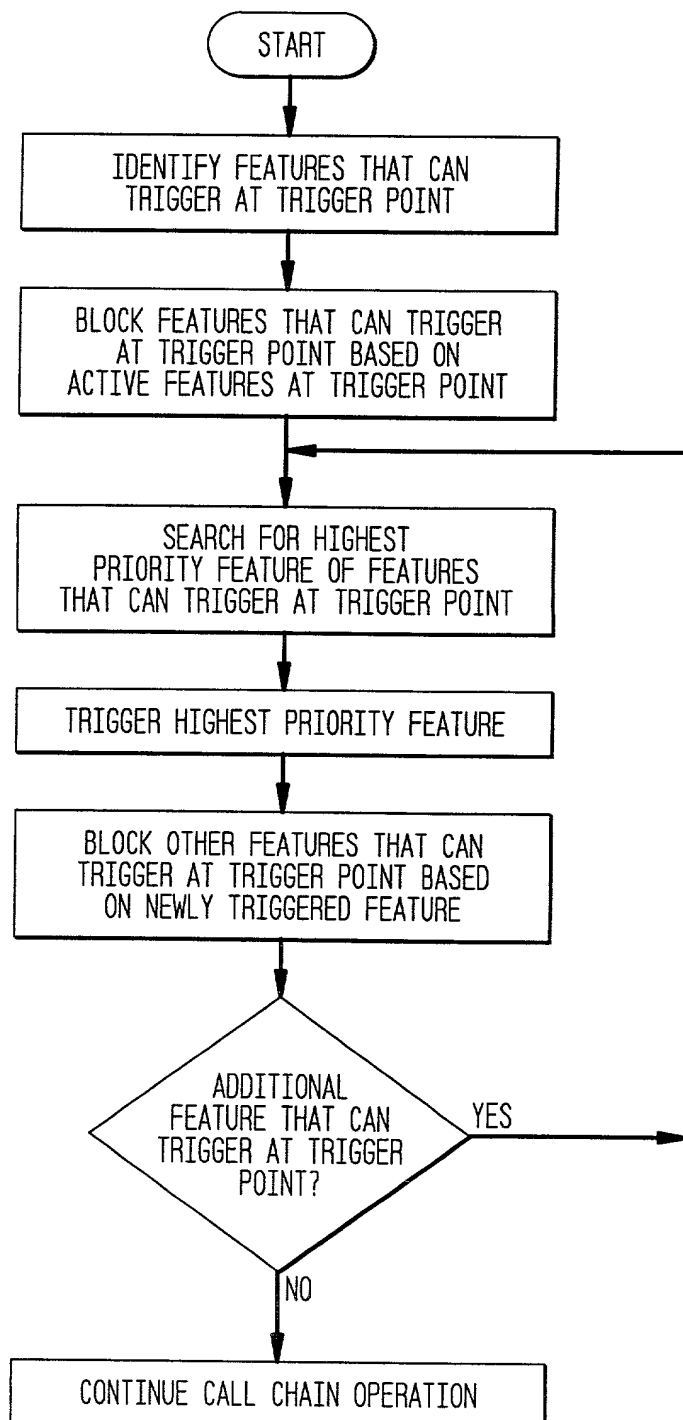 START
IDENTIFY FEATURES THAT CAN
TRIGGER AT TRIGGER POINT
BLOCK FEATURES THAT CAN TRIGGER
AT TRIGGER POINT BASED ON
ACTIVE FEATURES AT TRIGGER POINT
SEARCH FOR HIGHEST
PRIORITY FEATURE OF FEATURES
THAT CAN TRIGGER AT TRIGGER POINT
TRIGGER HIGHEST PRIORITY FEATURE
BLOCK OTHER FEATURES THAT CAN
TRIGGER AT TRIGGER POINT BASED
ON NEWLY TRIGGERED FEATURE
ADDITIONAL
FEATURE THAT CAN
TRIGGER AT TRIGGER
POINT?
YES
NO
CONTINUE CALL CHAIN OPERATION